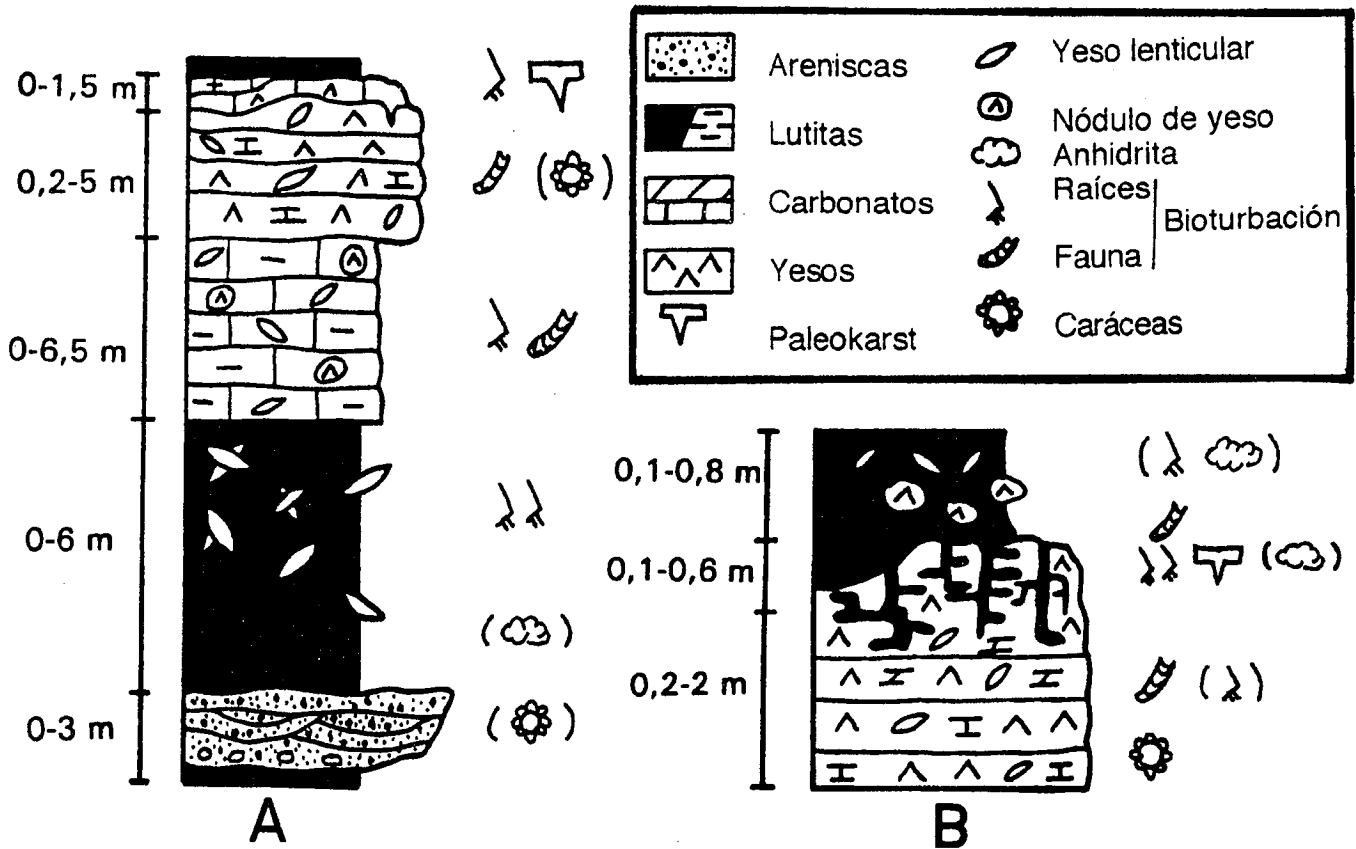 0-1,5 m
0,2-5 m
0-6,5 m
0-6 m
0-3 m
A
Areniscas
Lutitas
Carbonatos
Yesos
Paleokarst
Yeso lenticular
Nódulo de yeso
Anhidrita
Raíces
Fauna
Bioturbación
Caráceas
0,1-0,8 m
0,1-0,6 m
0,2-2 m
B